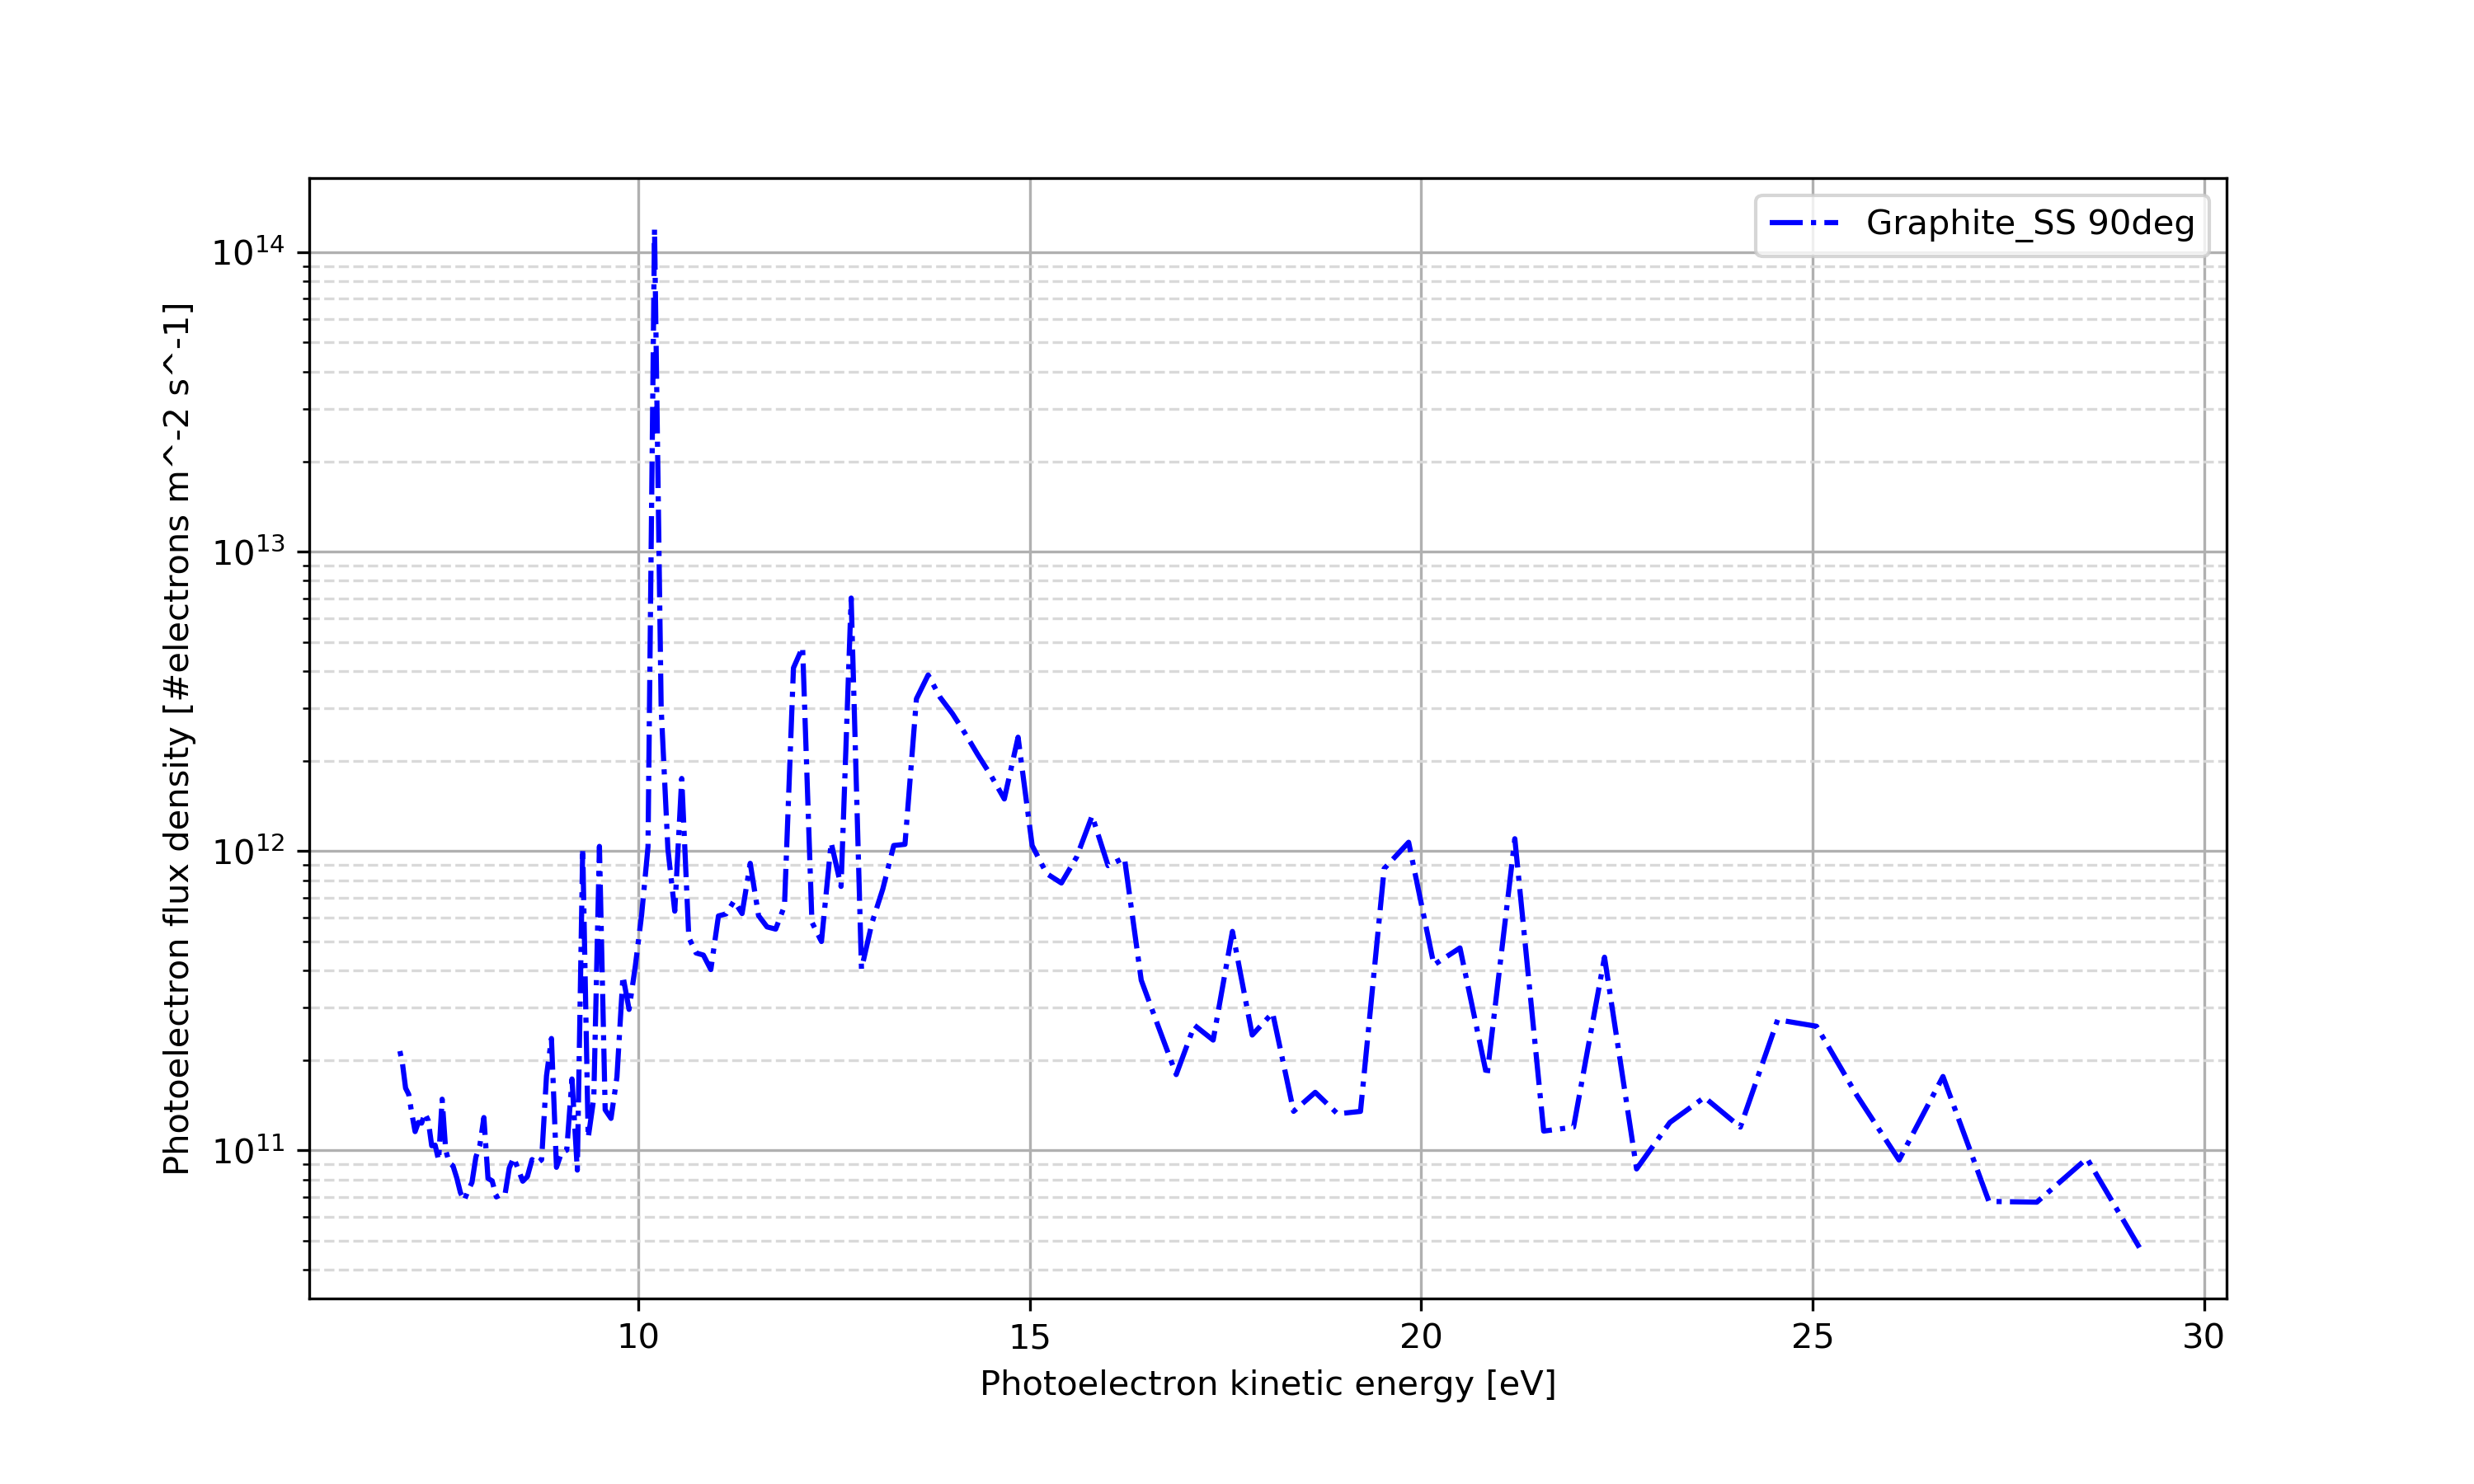 Graphite_SS 90deg
10^14
10^13
10^12
10^11
Photoelectron flux density [#electrons m^-2 s^-1]
10 15 20 25 30
Photoelectron kinetic energy [eV]